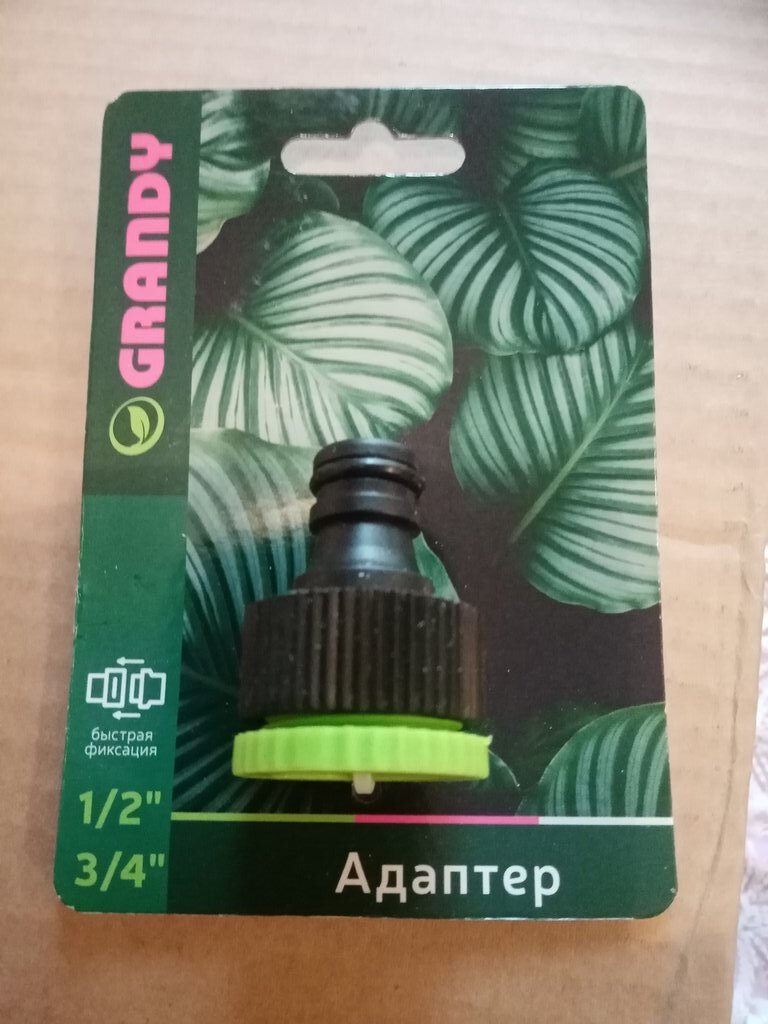 GRANDY
быстрая
фиксация
1/2"
3/4"
Адаптер